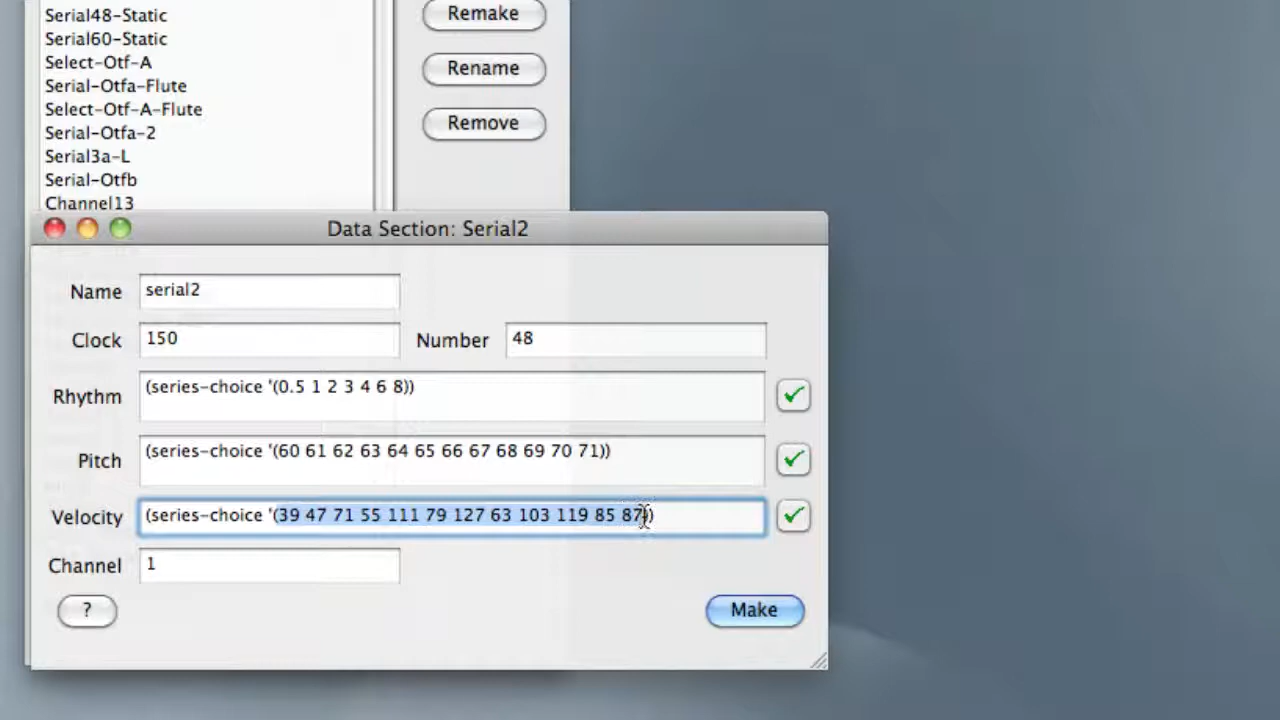 Serial48-Static
Serial60-Static
Select-Otf-A
Serial-Otfa-Flute
Select-Otf-A-Flute
Serial-Otfa-2
Serial3a-L
Serial-Otfb
Channel13
Remake
Rename
Remove
Data Section: Serial2
Name serial2
Clock 150 Number 48
Rhythm (series-choice '(0.5 1 2 3 4 6 8))
Pitch (series-choice '(60 61 62 63 64 65 66 67 68 69 70 71))
Velocity (series-choice '(39 47 71 55 111 79 127 63 103 119 85 87))
Channel 1
? Make